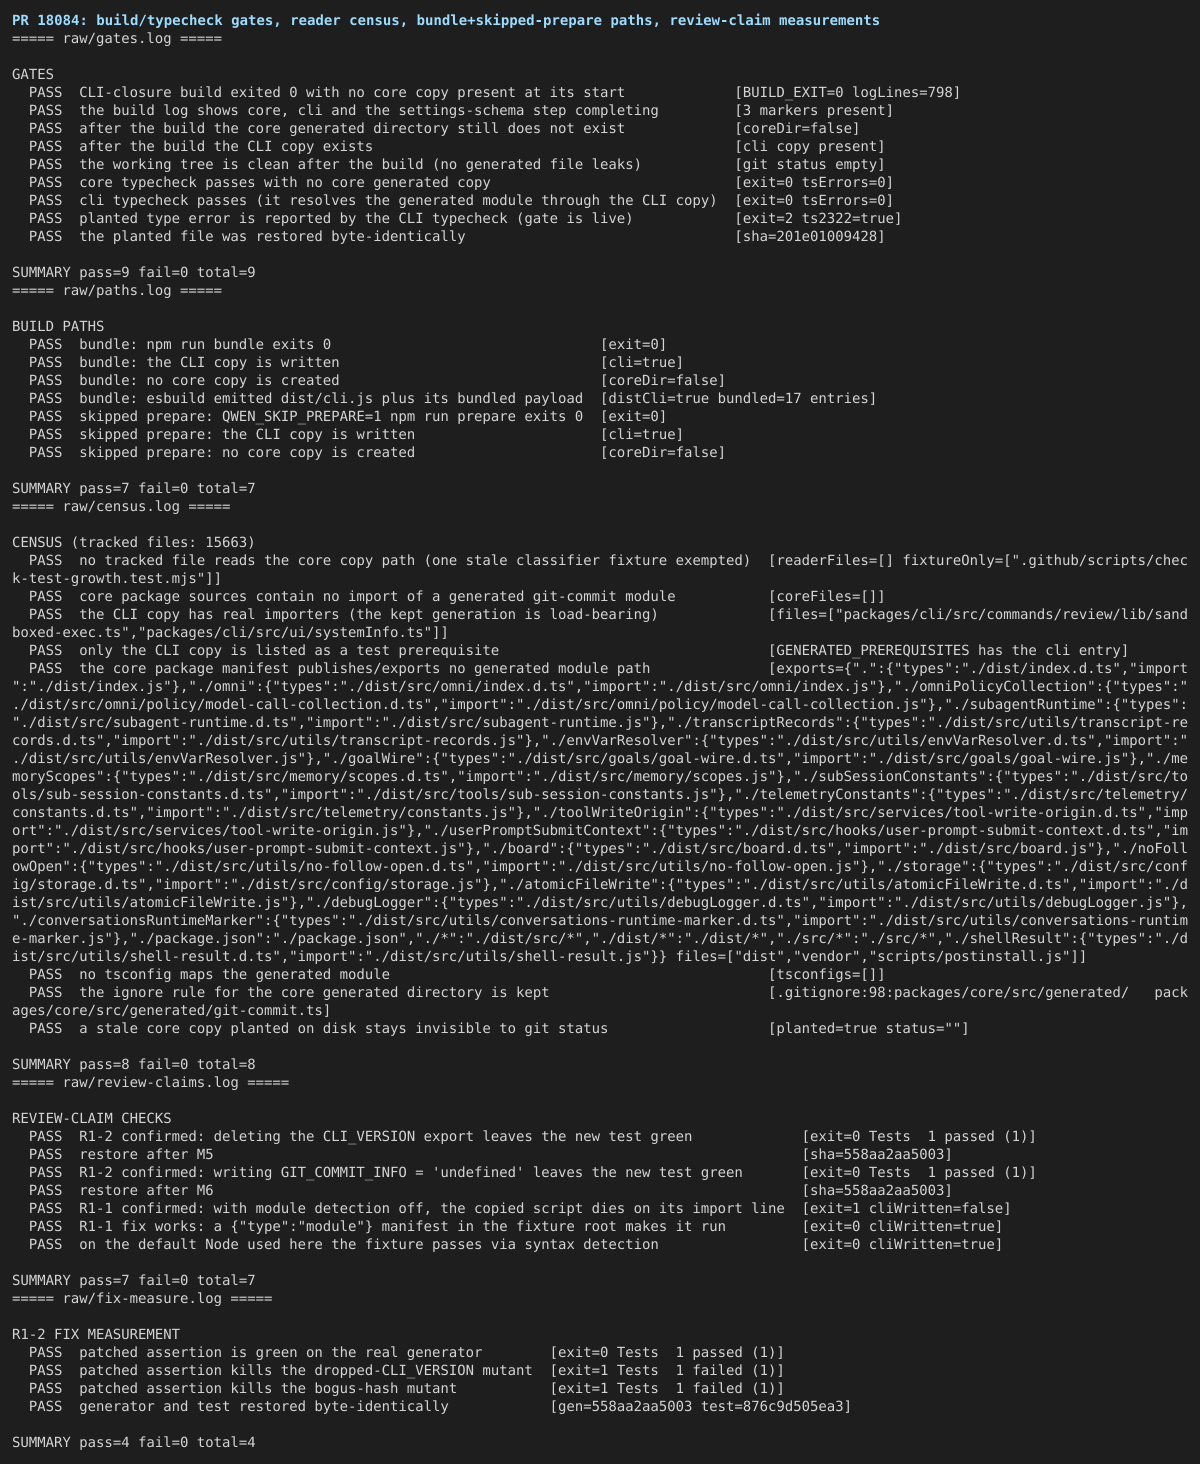 PR 18084: build/typecheck gates, reader census, bundle+skipped-prepare paths, review-claim measurements
===== raw/gates.log =====
GATES
  PASS  CLI-closure build exited 0 with no core copy present at its start             [BUILD_EXIT=0 logLines=798]
  PASS  the build log shows core, cli and the settings-schema step completing         [3 markers present]
  PASS  after the build the core generated directory still does not exist             [coreDir=false]
  PASS  after the build the CLI copy exists                                           [cli copy present]
  PASS  the working tree is clean after the build (no generated file leaks)           [git status empty]
  PASS  core typecheck passes with no core generated copy                             [exit=0 tsErrors=0]
  PASS  cli typecheck passes (it resolves the generated module through the CLI copy)  [exit=0 tsErrors=0]
  PASS  planted type error is reported by the CLI typecheck (gate is live)            [exit=2 ts2322=true]
  PASS  the planted file was restored byte-identically                                [sha=201e01009428]
SUMMARY pass=9 fail=0 total=9
===== raw/paths.log =====
BUILD PATHS
  PASS  bundle: npm run bundle exits 0                                [exit=0]
  PASS  bundle: the CLI copy is written                               [cli=true]
  PASS  bundle: no core copy is created                               [coreDir=false]
  PASS  bundle: esbuild emitted dist/cli.js plus its bundled payload  [distCli=true bundled=17 entries]
  PASS  skipped prepare: QWEN_SKIP_PREPARE=1 npm run prepare exits 0  [exit=0]
  PASS  skipped prepare: the CLI copy is written                      [cli=true]
  PASS  skipped prepare: no core copy is created                      [coreDir=false]
SUMMARY pass=7 fail=0 total=7
===== raw/census.log =====
CENSUS (tracked files: 15663)
  PASS  no tracked file reads the core copy path (one stale classifier fixture exempted)  [readerFiles=[] fixtureOnly=[".github/scripts/chec
k-test-growth.test.mjs"]]
  PASS  core package sources contain no import of a generated git-commit module           [coreFiles=[]]
  PASS  the CLI copy has real importers (the kept generation is load-bearing)             [files=["packages/cli/src/commands/review/lib/sand
boxed-exec.ts","packages/cli/src/ui/systemInfo.ts"]]
  PASS  only the CLI copy is listed as a test prerequisite                                [GENERATED_PREREQUISITES has the cli entry]
  PASS  the core package manifest publishes/exports no generated module path              [exports={".":{"types":"./dist/index.d.ts","import
":"./dist/index.js"},"./omni":{"types":"./dist/src/omni/index.d.ts","import":"./dist/src/omni/index.js"},"./omniPolicyCollection":{"types":"
./dist/src/omni/policy/model-call-collection.d.ts","import":"./dist/src/omni/policy/model-call-collection.js"},"./subagentRuntime":{"types":
"./dist/src/subagent-runtime.d.ts","import":"./dist/src/subagent-runtime.js"},"./transcriptRecords":{"types":"./dist/src/utils/transcript-re
cords.d.ts","import":"./dist/src/utils/transcript-records.js"},"./envVarResolver":{"types":"./dist/src/utils/envVarResolver.d.ts","import":"
./dist/src/utils/envVarResolver.js"},"./goalWire":{"types":"./dist/src/goals/goal-wire.d.ts","import":"./dist/src/goals/goal-wire.js"},"./me
moryScopes":{"types":"./dist/src/memory/scopes.d.ts","import":"./dist/src/memory/scopes.js"},"./subSessionConstants":{"types":"./dist/src/to
ols/sub-session-constants.d.ts","import":"./dist/src/tools/sub-session-constants.js"},"./telemetryConstants":{"types":"./dist/src/telemetry/
constants.d.ts","import":"./dist/src/telemetry/constants.js"},"./toolWriteOrigin":{"types":"./dist/src/services/tool-write-origin.d.ts","imp
ort":"./dist/src/services/tool-write-origin.js"},"./userPromptSubmitContext":{"types":"./dist/src/hooks/user-prompt-submit-context.d.ts","im
port":"./dist/src/hooks/user-prompt-submit-context.js"},"./board":{"types":"./dist/src/board.d.ts","import":"./dist/src/board.js"},"./noFoll
owOpen":{"types":"./dist/src/utils/no-follow-open.d.ts","import":"./dist/src/utils/no-follow-open.js"},"./storage":{"types":"./dist/src/conf
ig/storage.d.ts","import":"./dist/src/config/storage.js"},"./atomicFileWrite":{"types":"./dist/src/utils/atomicFileWrite.d.ts","import":"./d
ist/src/utils/atomicFileWrite.js"},"./debugLogger":{"types":"./dist/src/utils/debugLogger.d.ts","import":"./dist/src/utils/debugLogger.js"},
"./conversationsRuntimeMarker":{"types":"./dist/src/utils/conversations-runtime-marker.d.ts","import":"./dist/src/utils/conversations-runtim
e-marker.js"},"./package.json":"./package.json","./*":"./dist/src/*","./dist/*":"./dist/*","./src/*":"./src/*","./shellResult":{"types":"./d
ist/src/utils/shell-result.d.ts","import":"./dist/src/utils/shell-result.js"}} files=["dist","vendor","scripts/postinstall.js"]]
  PASS  no tsconfig maps the generated module                                             [tsconfigs=[]]
  PASS  the ignore rule for the core generated directory is kept                          [.gitignore:98:packages/core/src/generated/   pack
ages/core/src/generated/git-commit.ts]
  PASS  a stale core copy planted on disk stays invisible to git status                   [planted=true status=""]
SUMMARY pass=8 fail=0 total=8
===== raw/review-claims.log =====
REVIEW-CLAIM CHECKS
  PASS  R1-2 confirmed: deleting the CLI_VERSION export leaves the new test green             [exit=0 Tests  1 passed (1)]
  PASS  restore after M5                                                                      [sha=558aa2aa5003]
  PASS  R1-2 confirmed: writing GIT_COMMIT_INFO = 'undefined' leaves the new test green       [exit=0 Tests  1 passed (1)]
  PASS  restore after M6                                                                      [sha=558aa2aa5003]
  PASS  R1-1 confirmed: with module detection off, the copied script dies on its import line  [exit=1 cliWritten=false]
  PASS  R1-1 fix works: a {"type":"module"} manifest in the fixture root makes it run         [exit=0 cliWritten=true]
  PASS  on the default Node used here the fixture passes via syntax detection                 [exit=0 cliWritten=true]
SUMMARY pass=7 fail=0 total=7
===== raw/fix-measure.log =====
R1-2 FIX MEASUREMENT
  PASS  patched assertion is green on the real generator        [exit=0 Tests  1 passed (1)]
  PASS  patched assertion kills the dropped-CLI_VERSION mutant  [exit=1 Tests  1 failed (1)]
  PASS  patched assertion kills the bogus-hash mutant           [exit=1 Tests  1 failed (1)]
  PASS  generator and test restored byte-identically            [gen=558aa2aa5003 test=876c9d505ea3]
SUMMARY pass=4 fail=0 total=4